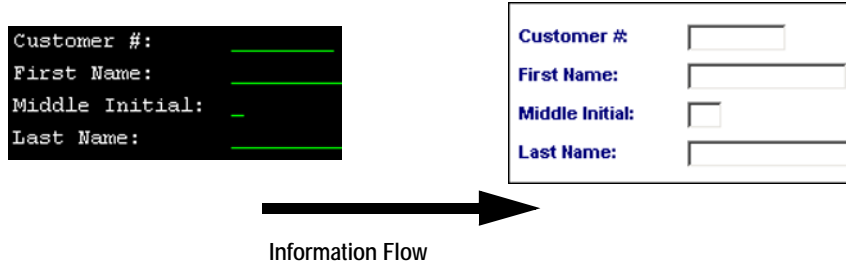 Customer #:
First Name:
Middle Initial:
Last Name:
Customer #:
First Name:
Middle Initial:
Last Name:
Information Flow